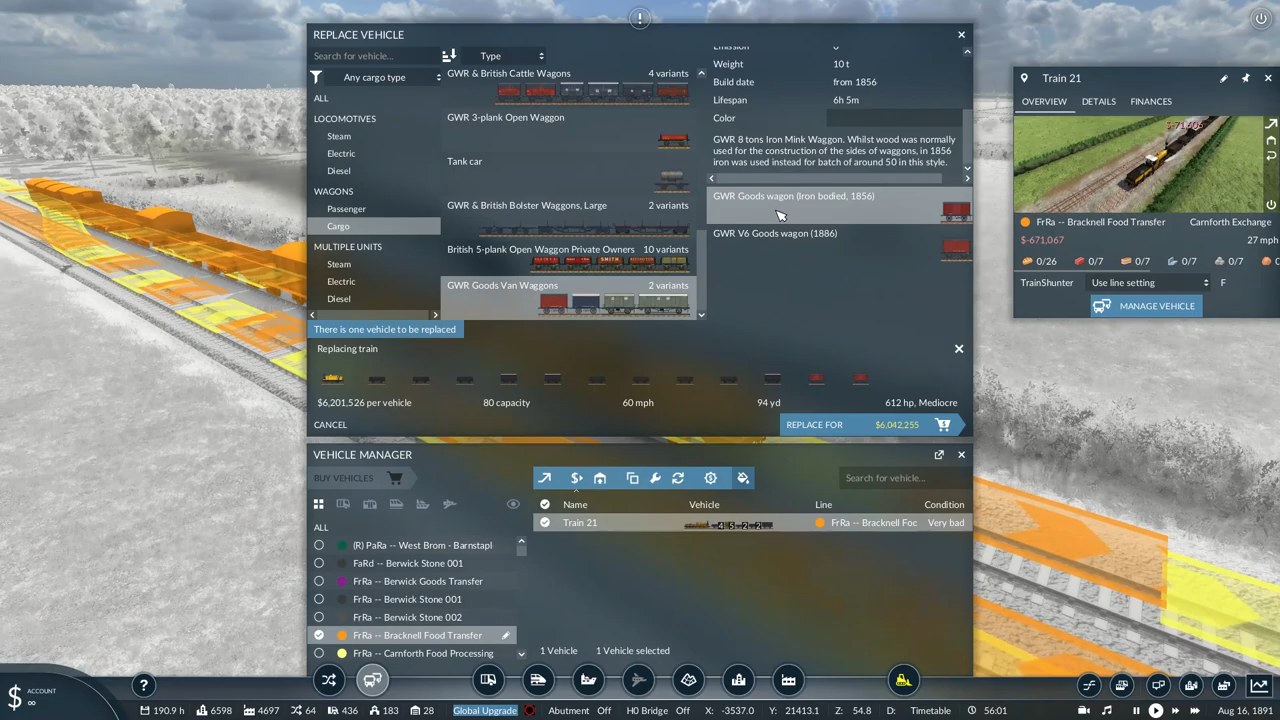 REPLACE VEHICLE
Search for vehicle...
Type
Any cargo type
ALL
LOCOMOTIVES
Steam
Electric
Diesel
WAGONS
Passenger
Cargo
MULTIPLE UNITS
Steam
Electric
Diesel
GWR & British Cattle Wagons 4 variants
GWR 3-plank Open Waggon
Tank car
GWR & British Bolster Waggons, Large 2 variants
British 5-plank Open Waggon Private Owners 10 variants
GWR Goods Van Waggons 2 variants
Emission 0
Weight 10 t
Build date from 1856
Lifespan 6h 5m
Color
GWR 8 tons Iron Mink Waggon. Whilst wood was normally
used for the construction of the sides of waggons, in 1856
iron was used instead for batch of around 50 in this style.
GWR Goods wagon (Iron bodied, 1856)
GWR V6 Goods wagon (1886)
There is one vehicle to be replaced
Replacing train
$6,201,526 per vehicle 80 capacity 60 mph 94 yd 612 hp, Mediocre
CANCEL
REPLACE FOR $6,042,255
VEHICLE MANAGER
BUY VEHICLES
Search for vehicle...
ALL
(R) PaRa -- West Brom - Barnstapl
FaRd -- Berwick Stone 001
FrRa -- Berwick Goods Transfer
FrRa -- Berwick Stone 001
FrRa -- Berwick Stone 002
FrRa -- Bracknell Food Transfer
FrRa -- Carnforth Food Processing
Name Vehicle Line Condition
Train 21 FrRa -- Bracknell Foc Very bad
1 Vehicle 1 Vehicle selected
Train 21
OVERVIEW DETAILS FINANCES
FrRa -- Bracknell Food Transfer Carnforth Exchange
$-671,067 27 mph
0/26 0/7 0/7 0/7 0/7 0
TrainShunter Use line setting F
MANAGE VEHICLE
$ ACCOUNT
∞
?
190.9 h 6598 4697 64 436 183 28 Global Upgrade Abutment Off H0 Bridge Off X: -3537.0 Y: 21413.1 Z: 54.8 D: Timetable 56:01 Aug 16, 1891